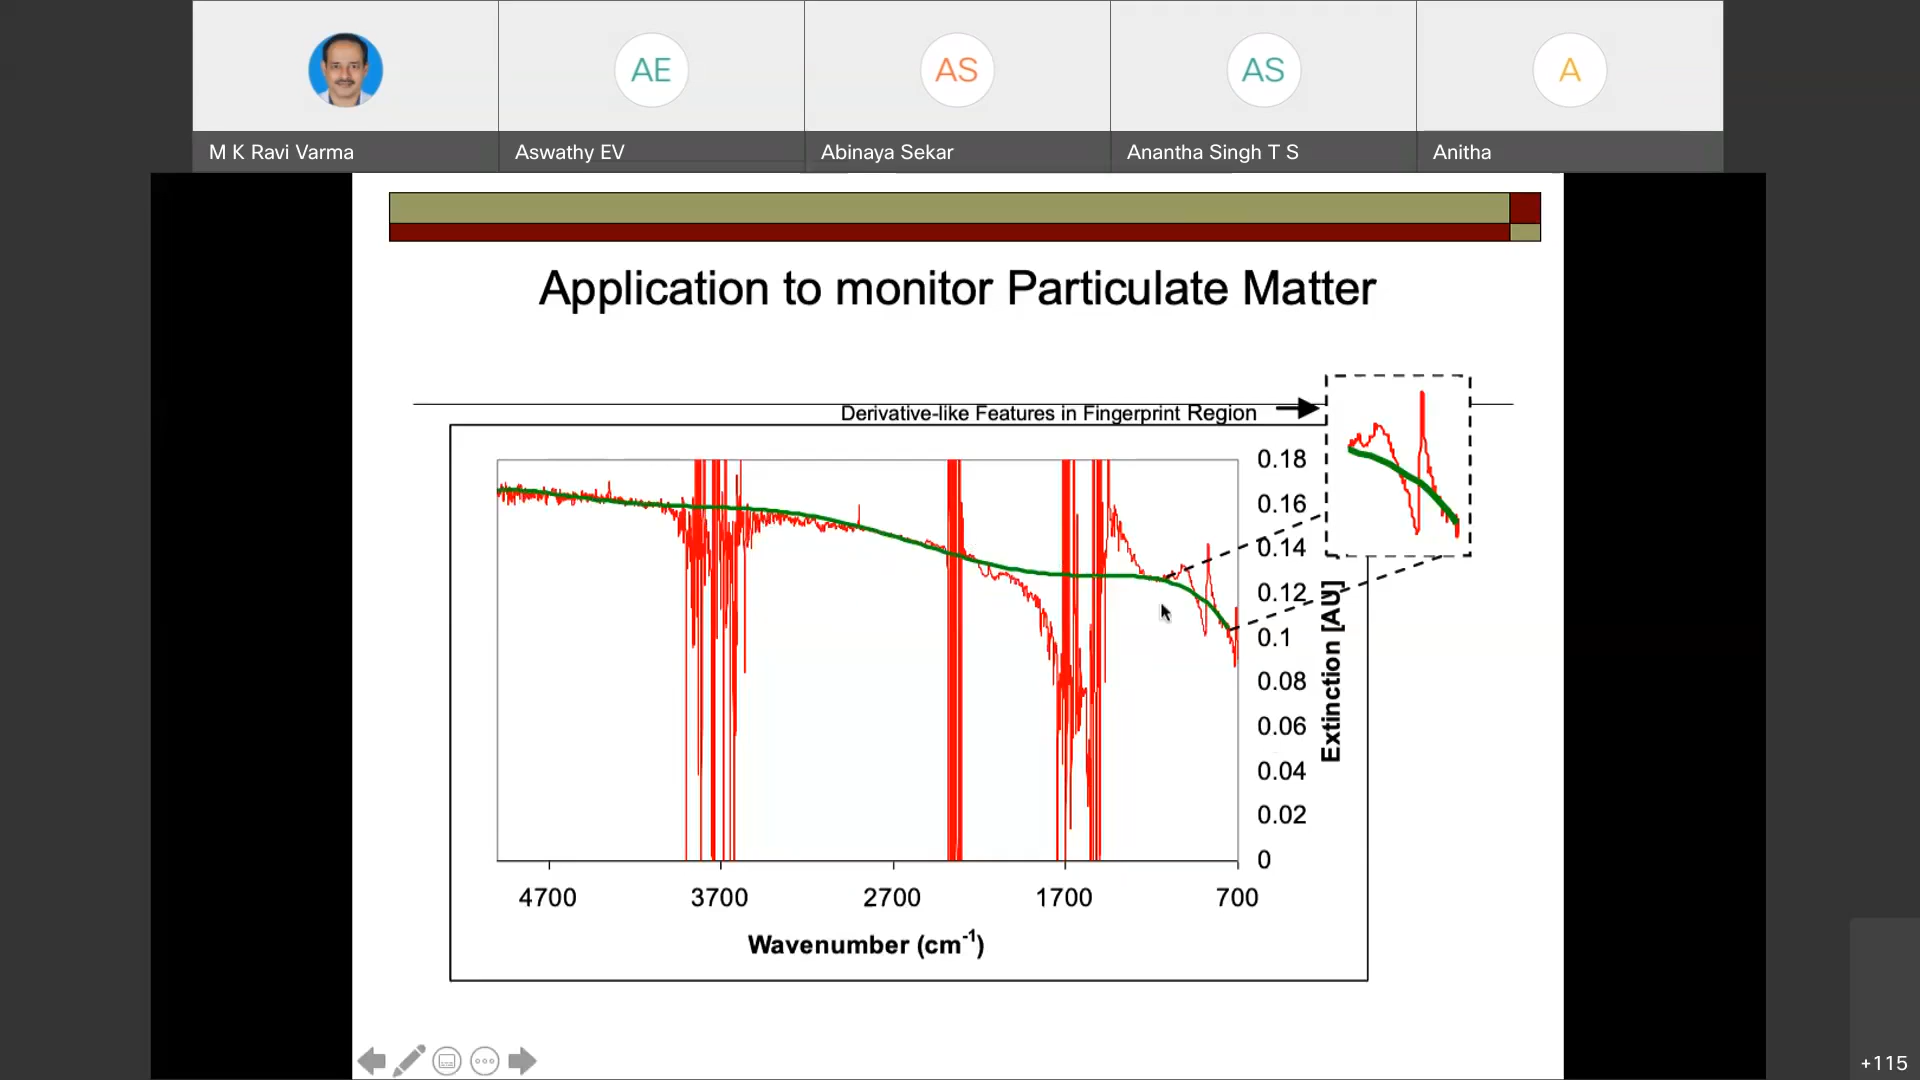 AE
AS
AS
A
M K Ravi Varma
Aswathy EV
Abinaya Sekar
Anantha Singh T S
Anitha
Application to monitor Particulate Matter
Derivative-like Features in Fingerprint Region
0.18
0.16
0.14
0.12
0.1
0.08
0.06
0.04
0.02
0
Extinction [AU]
4700
3700
2700
1700
700
Wavenumber (cm⁻¹)
+115